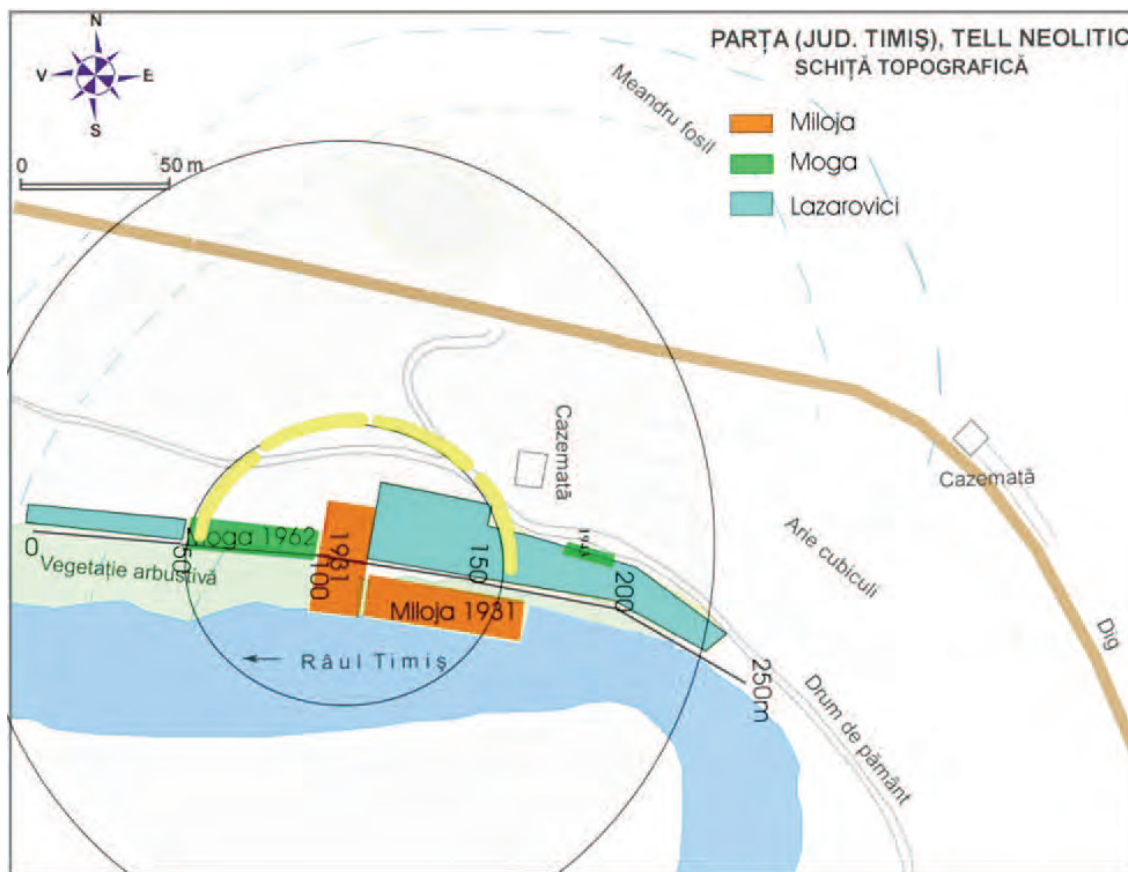 PARȚA (JUD. TIMIȘ), TELL NEOLITIC
SCHIȚĂ TOPOGRAFICĂ
N
V
E
S
0
50 m
Meandru fosil
Miloja
Moga
Lazarovici
Cazemată
Cazemată
Arie cubiculi
Dig
Drum de pământ
Moga 1962
1931
Miloja 1931
0
50
100
150
200
250m
Vegetație arbustivă
Râul Timiș